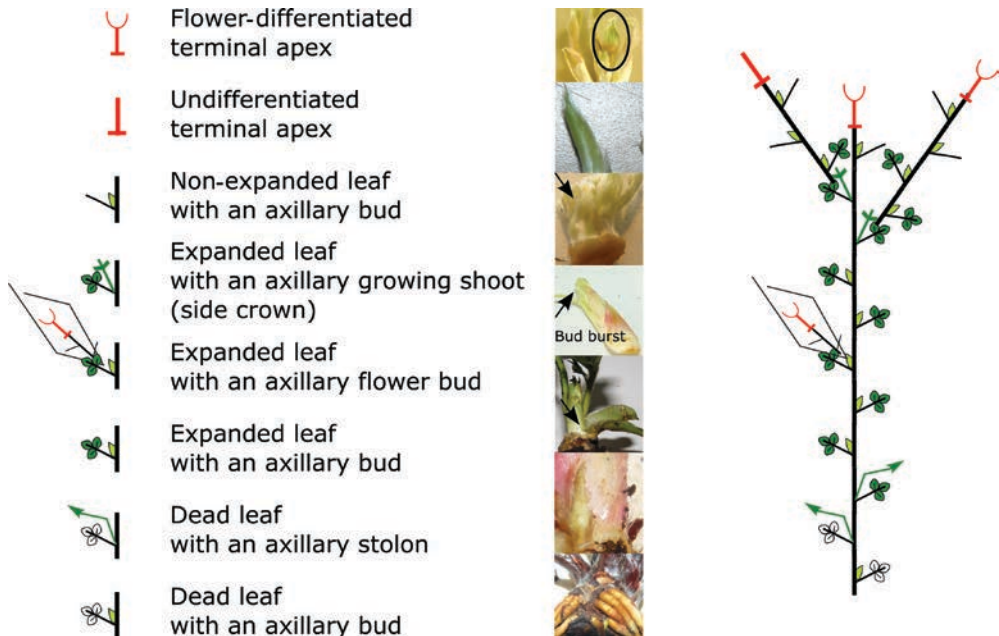 Flower-differentiated
terminal apex
Undifferentiated
terminal apex
Non-expanded leaf
with an axillary bud
Expanded leaf
with an axillary growing shoot
(side crown)
Expanded leaf
with an axillary flower bud
Expanded leaf
with an axillary bud
Dead leaf
with an axillary stolon
Dead leaf
with an axillary bud
Bud burst